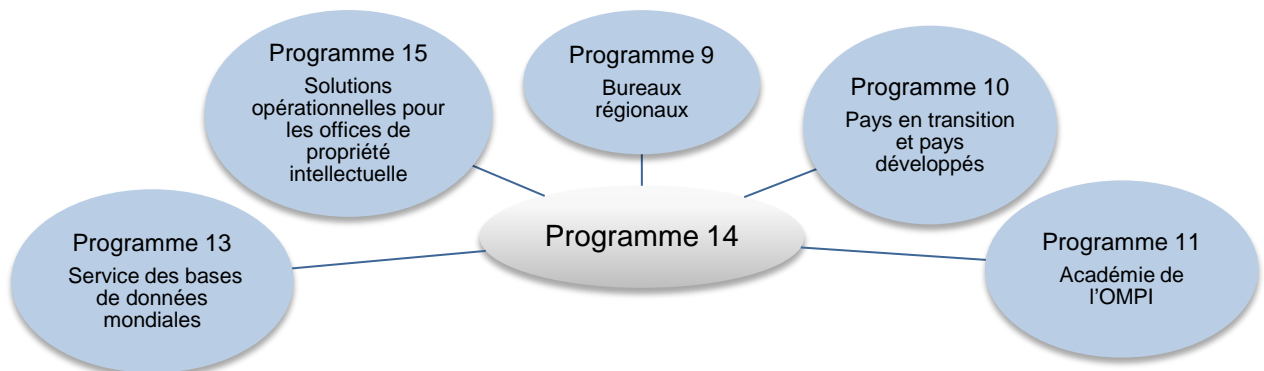 Programme 15
Solutions
opérationnelles pour
les offices de
propriété
intellectuelle
Programme 9
Bureaux
régionaux
Programme 10
Pays en transition
et pays
développés
Programme 13
Service des bases
de données
mondiales
Programme 14
Programme 11
Académie de
l’OMPI